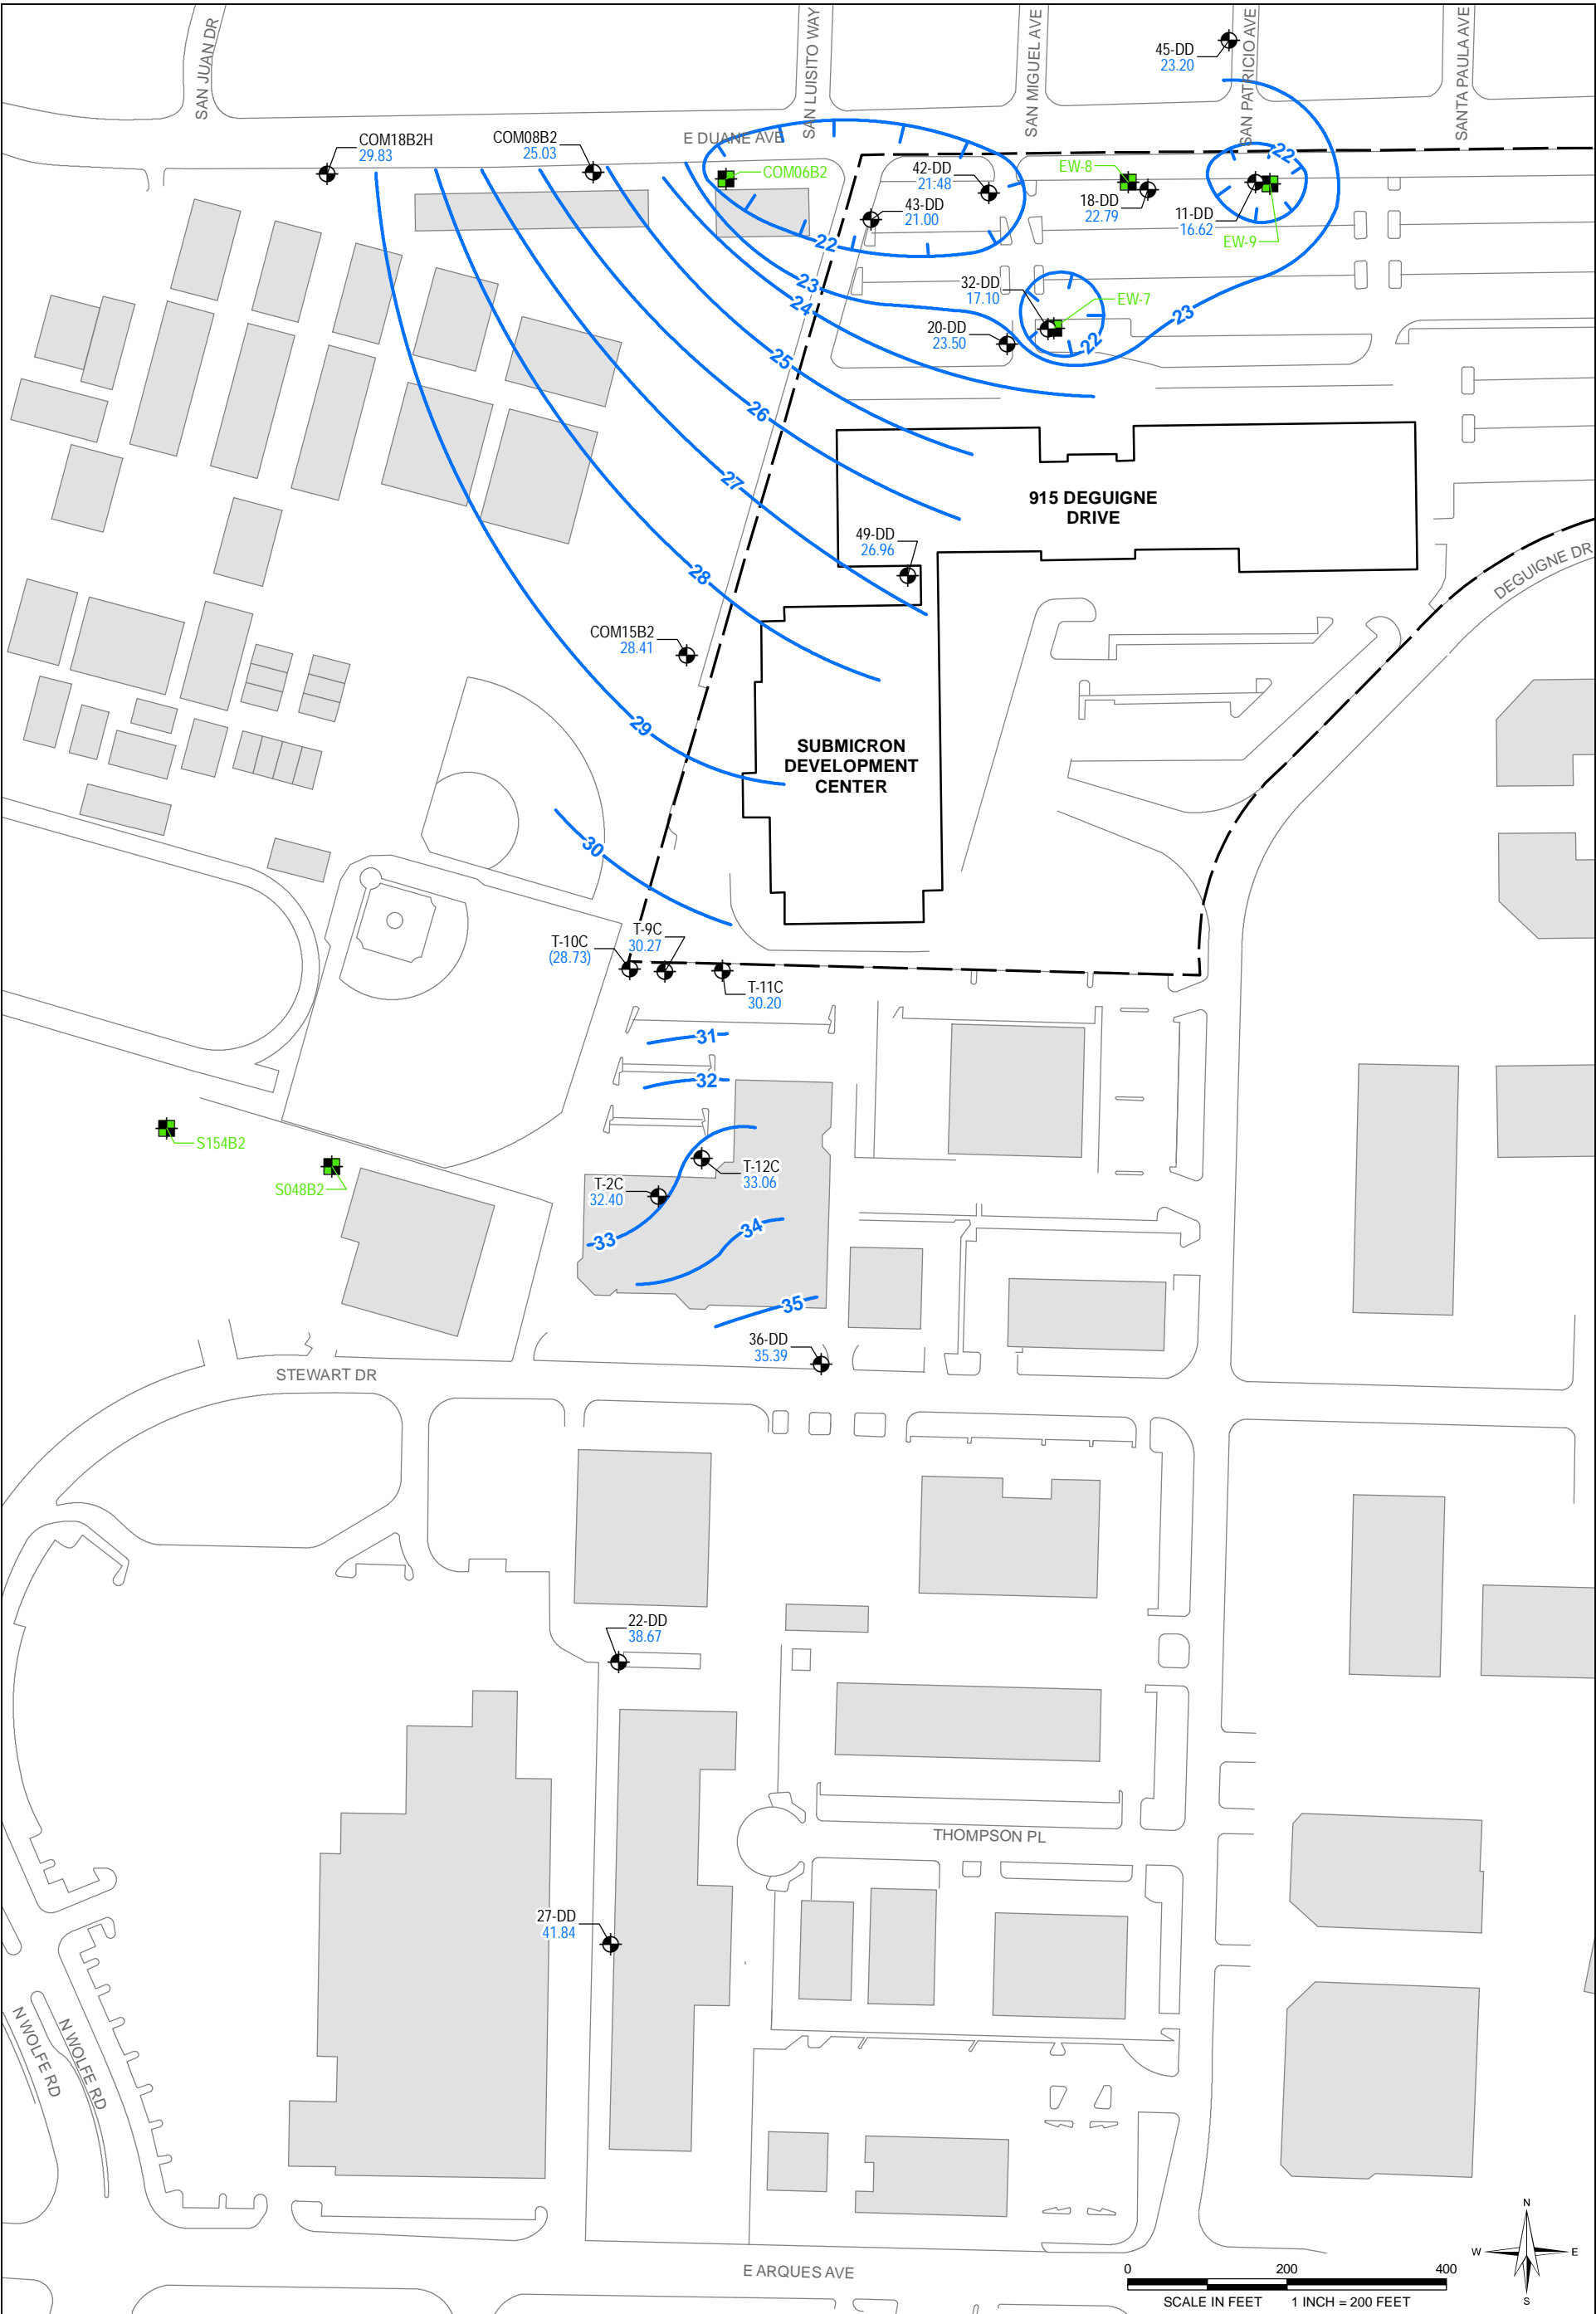 SAN JUAN DR
SAN LUISITO WAY
SAN MIGUEL AVE
SAN PATRICIO AVE
SANTA PAULA AVE
45-DD
23.20
E DUANE AVE
COM18B2H
29.83
COM08B2
25.03
COM06B2
42-DD
21:48
43-DD
21.00
EW-8
18-DD
22.79
11-DD
16.62
EW-9
22
22
23
24
32-DD
17.10
EW-7
22
23
20-DD
23.50
25
26
27
28
29
30
915 DEGUIGNE
DRIVE
49-DD
26.96
DEGUIGNE DR
COM15B2
28.41
SUBMICRON
DEVELOPMENT
CENTER
T-10C
(28.73)
T-9C
30.27
T-11C
30.20
31
32
S154B2
S048B2
T-12C
33.06
T-2C
32.40
33
34
35
36-DD
35.39
STEWART DR
22-DD
38.67
THOMPSON PL
27-DD
41.84
N WOLFE RD
N WOLFE RD
E ARQUES AVE
N
W
E
S
0
200
400
SCALE IN FEET
1 INCH = 200 FEET